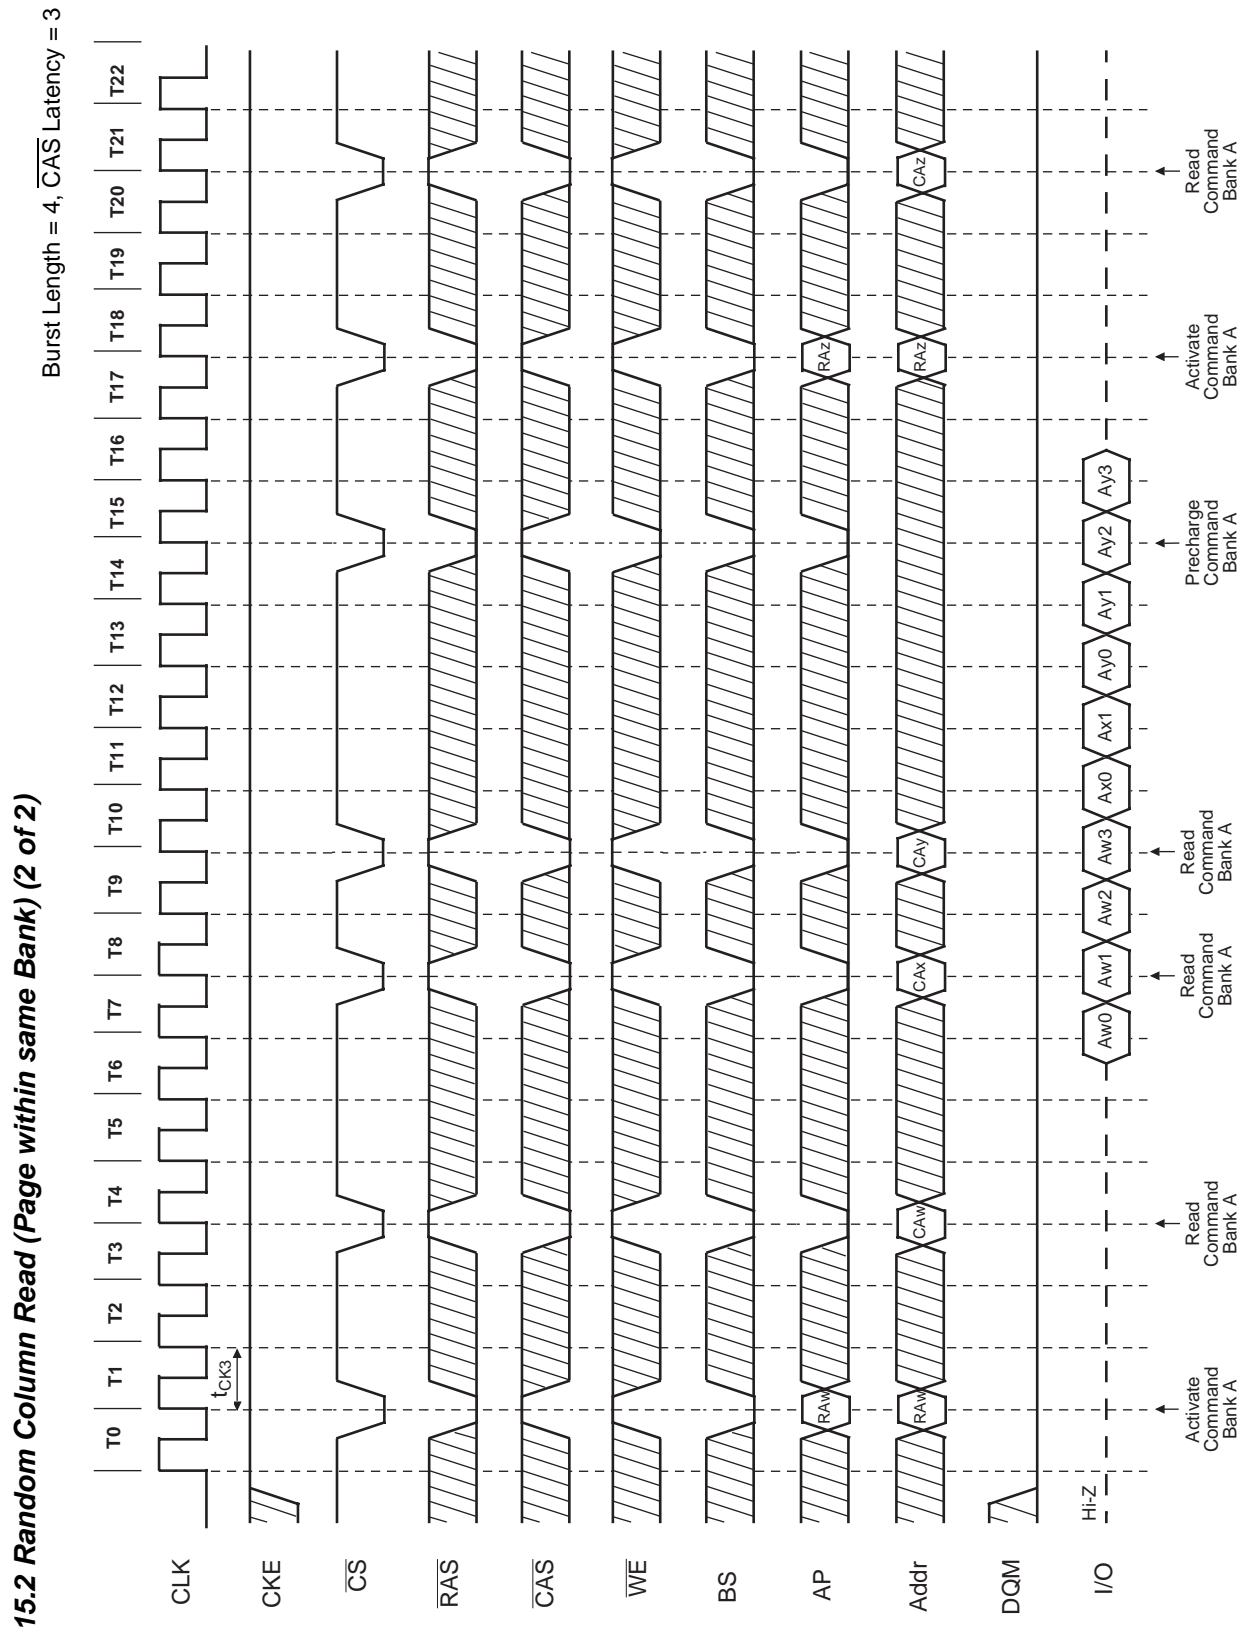 15.2 Random Column Read (Page within same Bank) (2 of 2)
Burst Length = 4, CAS Latency = 3
T0 T1 T2 T3 T4 T5 T6 T7 T8 T9 T10 T11 T12 T13 T14 T15 T16 T17 T18 T19 T20 T21 T22
CLK
tCK3
CKE
CS
RAS
CAS
WE
BS
AP
RAw RAz
Addr
RAw CAw CAx CAy RAz CAz
DQM
I/O
Hi-Z
Aw0 Aw1 Aw2 Aw3 Ax0 Ax1 Ay0 Ay1 Ay2 Ay3
Activate
Command
Bank A
Read
Command
Bank A
Read
Command
Bank A
Read
Command
Bank A
Precharge
Command
Bank A
Activate
Command
Bank A
Read
Command
Bank A